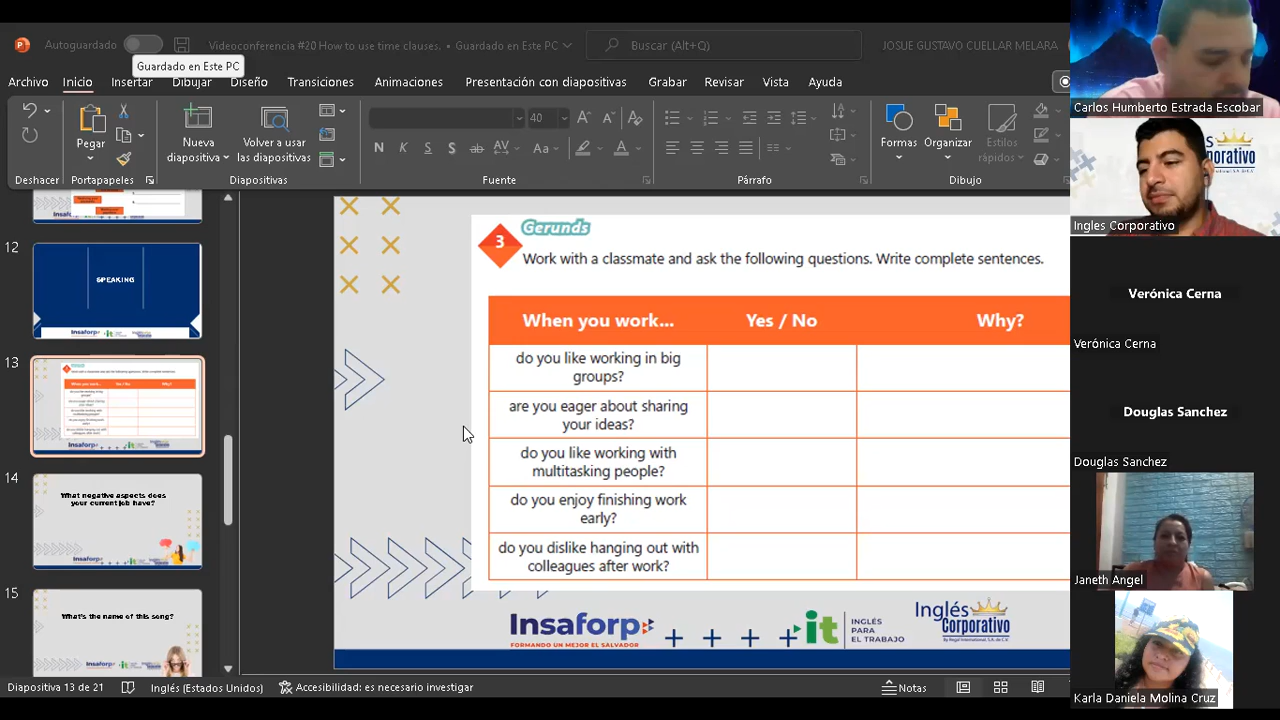 Autoguardado
Videoconferencia #20 How to use time clauses. • Guardado en Este PC
Buscar (Alt+Q)
JOSUE GUSTAVO CUELLAR MELARA
Guardado en Este PC
Archivo Inicio Insertar Dibujar Diseño Transiciones Animaciones Presentación con diapositivas Grabar Revisar Vista Ayuda
Pegar
Nueva diapositiva
Volver a usar las diapositivas
40
N K S S ab AV Aa A
Formas
Organizar
Estilos rápidos
Deshacer Portapapeles Diapositivas Fuente Párrafo Dibujo
12
SPEAKING
13
14
What negative aspects does
your current job have?
15
What's the name of this song?
3
Gerunds
Work with a classmate and ask the following questions. Write complete sentences.
When you work... Yes / No Why?
do you like working in big
groups?
are you eager about sharing
your ideas?
do you like working with
multitasking people?
do you enjoy finishing work
early?
do you dislike hanging out with
colleagues after work?
Insaforp
FORMANDO UN MEJOR EL SALVADOR
it
INGLÉS
PARA
EL TRABAJO
Inglés
Corporativo
By Regal International, S.A. de C.V.
Diapositiva 13 de 21
Inglés (Estados Unidos)
Accesibilidad: es necesario investigar
Notas
Carlos Humberto Estrada Escobar
Ingles Corporativo
Verónica Cerna
Verónica Cerna
Douglas Sanchez
Douglas Sanchez
Janeth Angel
Karla Daniela Molina Cruz